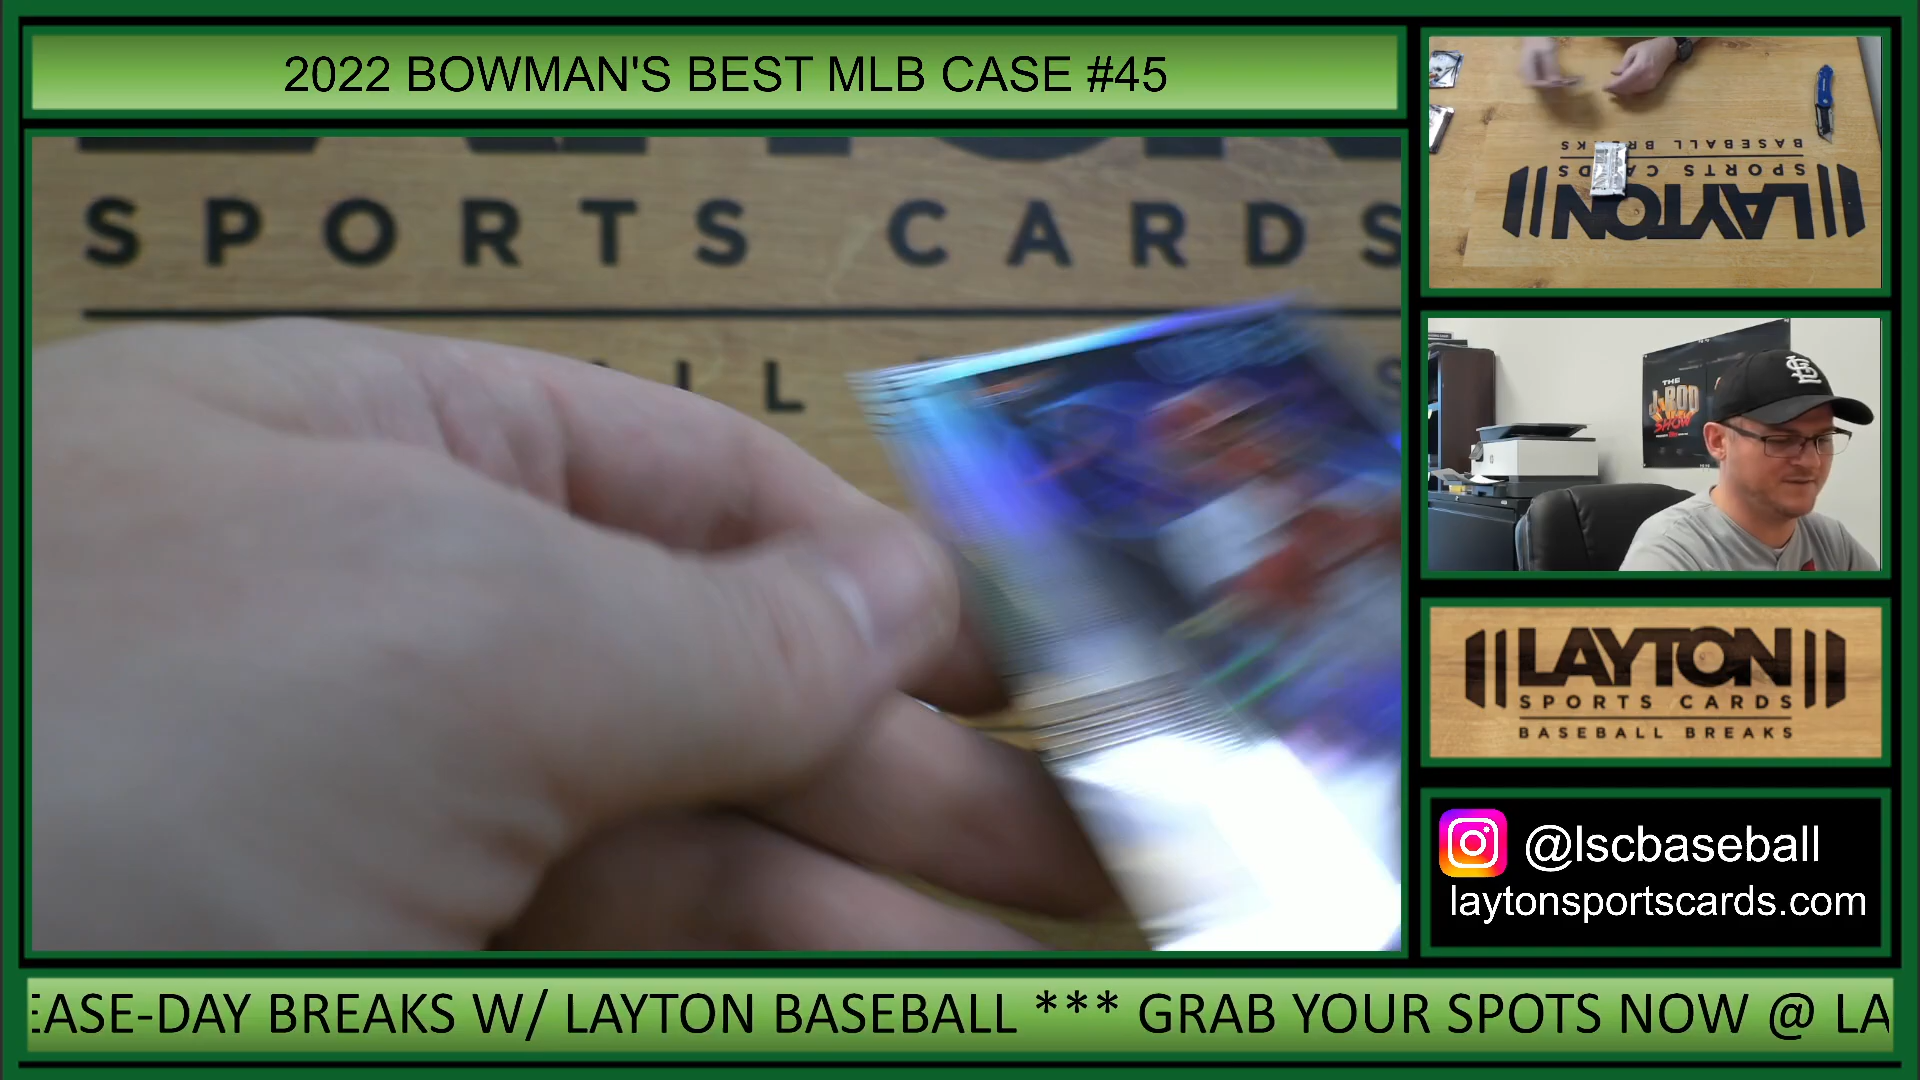 2022 BOWMAN'S BEST MLB CASE #45
SPORTS CARDS
BASEBALL BREAKS
SPORTS CARDS
LAYTON
THE
J-ROD
SHOW
LAYTON
SPORTS CARDS
BASEBALL BREAKS
@lscbaseball
laytonsportscards.com
EASE-DAY BREAKS W/ LAYTON BASEBALL *** GRAB YOUR SPOTS NOW @ LA